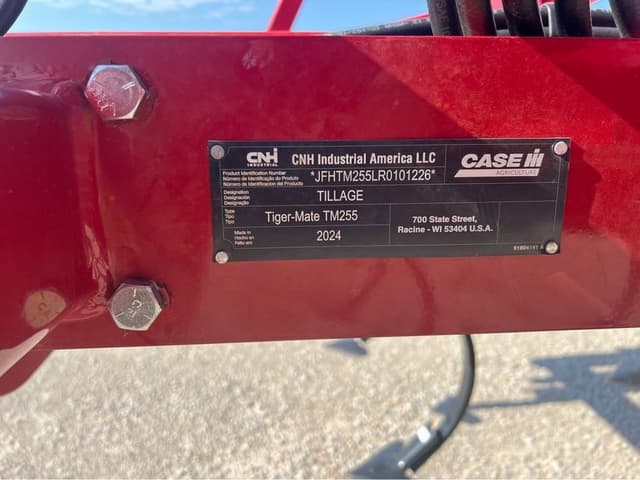 CNH
INDUSTRIAL
CNH Industrial America LLC
CASE IH
AGRICULTURE
Product Identification Number
Número de Identificação do Produto
Número de Identificacion del Producto
*JFHTM255LR0101226*
Designation
Designación
Designação
TILLAGE
Type
Tipo
Tipo
Tiger-Mate TM255
Made in
Hecho en
Feito em
2024
700 State Street,
Racine - WI 53404 U.S.A.